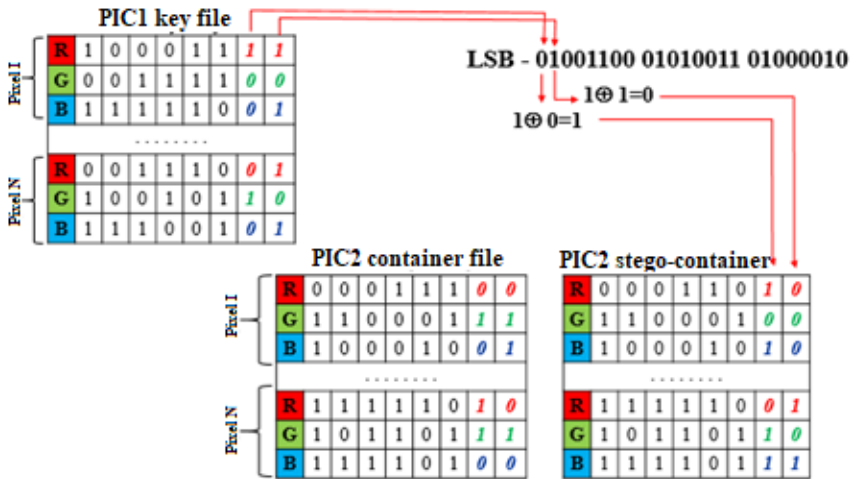 PIC1 key file
Pixel I
R 1 0 0 0 1 1 1 1
G 0 0 1 1 1 1 0 0
B 1 1 1 1 1 0 0 1
........
Pixel N
R 0 0 1 1 1 0 0 1
G 1 0 0 1 0 1 1 0
B 1 1 1 0 0 1 0 1
LSB - 01001100 01010011 01000010
1⊕ 1=0
1⊕ 0=1
PIC2 container file
Pixel I
R 0 0 0 1 1 1 0 0
G 1 1 0 0 0 1 1 1
B 1 0 0 0 1 0 0 1
........
Pixel N
R 1 1 1 1 1 0 1 0
G 1 0 1 1 0 1 1 1
B 1 1 1 1 0 1 0 0
PIC2 stego-container
R 0 0 0 1 1 0 1 0
G 1 1 0 0 0 1 0 0
B 1 0 0 0 1 0 1 0
........
R 1 1 1 1 1 0 0 1
G 1 0 1 1 0 1 1 0
B 1 1 1 1 0 1 1 1